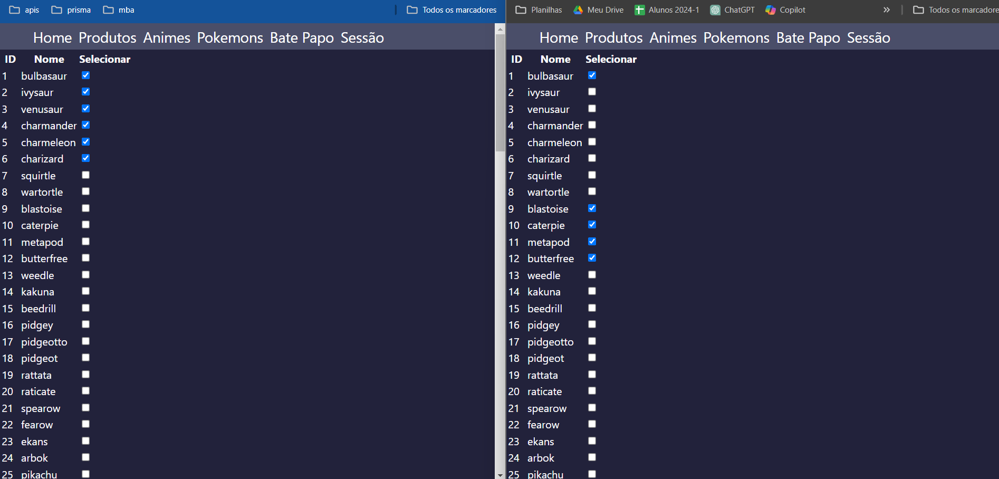 apis prisma mba Todos os marcadores
Home Produtos Animes Pokemons Bate Papo Sessão
ID Nome Selecionar
1 bulbasaur
2 ivysaur
3 venusaur
4 charmander
5 charmeleon
6 charizard
7 squirtle
8 wartortle
9 blastoise
10 caterpie
11 metapod
12 butterfree
13 weedle
14 kakuna
15 beedrill
16 pidgey
17 pidgeotto
18 pidgeot
19 rattata
20 raticate
21 spearow
22 fearow
23 ekans
24 arbok
25 pikachu
Planilhas Meu Drive Alunos 2024-1 ChatGPT Copilot » Todos os marcadore
Home Produtos Animes Pokemons Bate Papo Sessão
ID Nome Selecionar
1 bulbasaur
2 ivysaur
3 venusaur
4 charmander
5 charmeleon
6 charizard
7 squirtle
8 wartortle
9 blastoise
10 caterpie
11 metapod
12 butterfree
13 weedle
14 kakuna
15 beedrill
16 pidgey
17 pidgeotto
18 pidgeot
19 rattata
20 raticate
21 spearow
22 fearow
23 ekans
24 arbok
25 pikachu